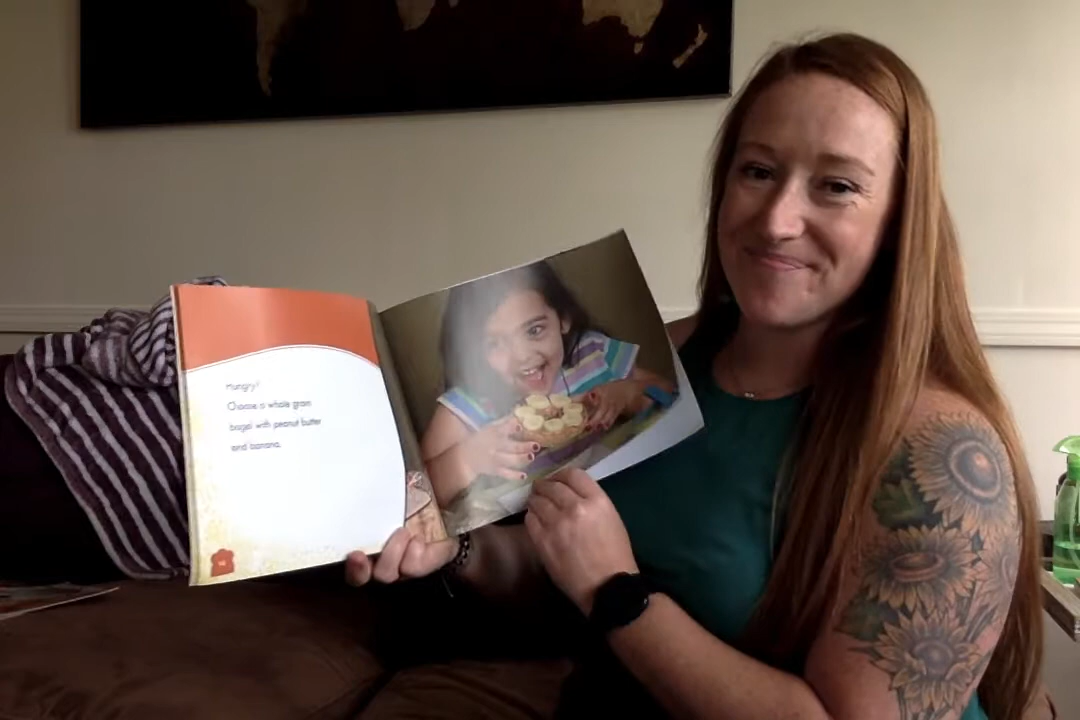 Hungry?
Choose a whole grain
bagel with peanut butter
and banana.